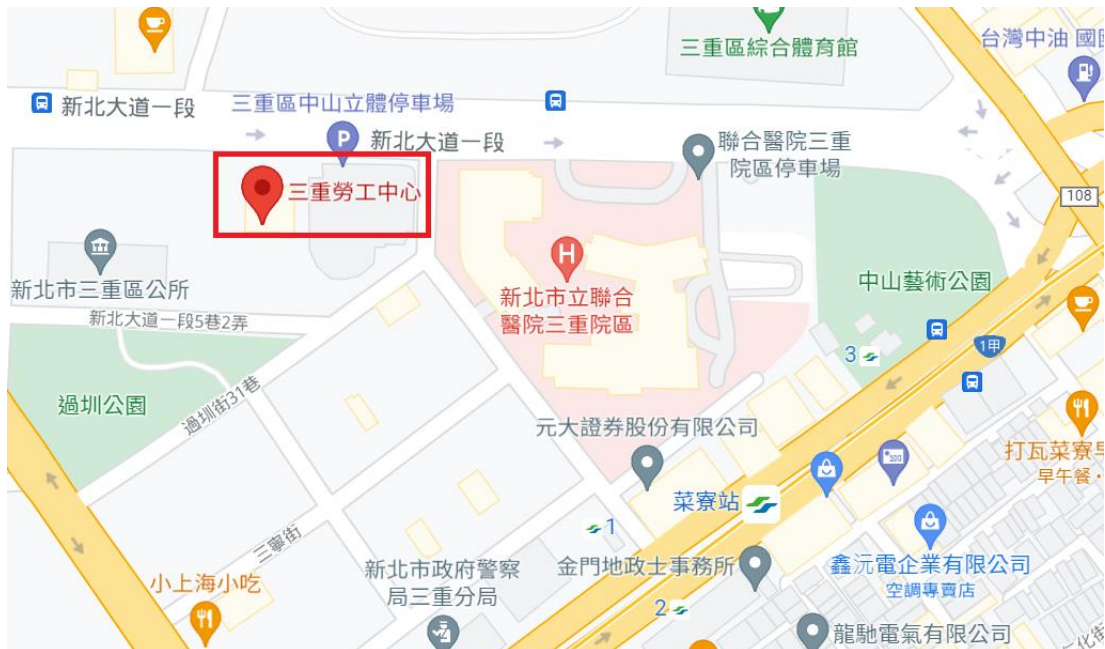 三重區綜合體育館
台灣中油 國
新北大道一段
三重區中山立體停車場
P
新北大道一段
聯合醫院三重
院區停車場
三重勞工中心
108
新北市三重區公所
H
新北市立聯合
醫院三重院區
中山藝術公園
新北大道一段5巷2弄
1甲
3
過圳公園
過圳街31巷
元大證券股份有限公司
打瓦菜寮早
早午餐・
100
菜寮站
1
三寧街
新北市政府警察
局三重分局
金門地政士事務所
鑫沅電企業有限公司
空調專賣店
小上海小吃
2
龍馳電氣有限公司
化街